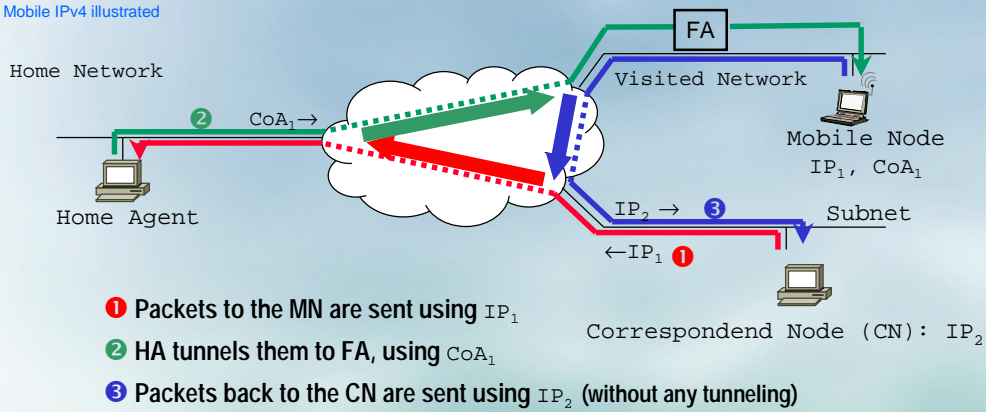 Mobile IPv4 illustrated
FA
Home Network
Visited Network
❷ CoA₁→
Mobile Node
IP₁, CoA₁
Home Agent
IP₂ → ❸
Subnet
←IP₁ ❶
Correspondend Node (CN): IP₂
❶ Packets to the MN are sent using IP₁
❷ HA tunnels them to FA, using CoA₁
❸ Packets back to the CN are sent using IP₂ (without any tunneling)